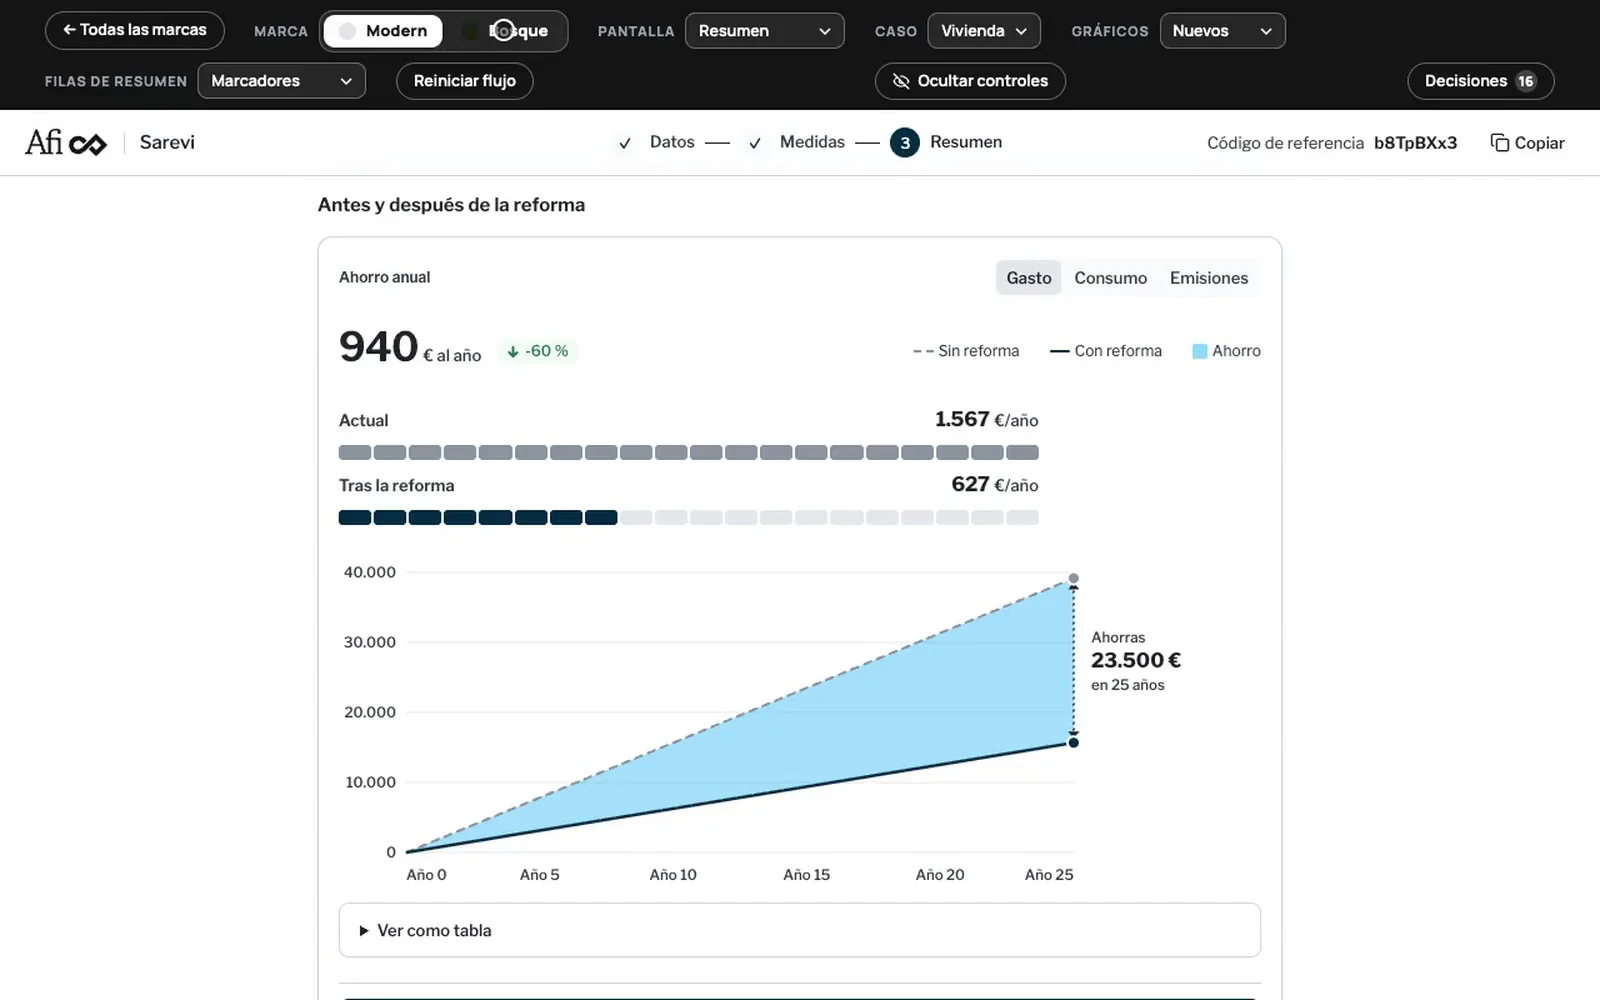 ← Todas las marcas
MARCA
Modern
Bosque
PANTALLA
Resumen
CASO
Vivienda
GRÁFICOS
Nuevos
FILAS DE RESUMEN
Marcadores
Reiniciar flujo
Ocultar controles
Decisiones 16
Afi
Sarevi
Datos
Medidas
3 Resumen
Código de referencia b8TpBXx3
Copiar
Antes y después de la reforma
Ahorro anual
Gasto
Consumo
Emisiones
940 € al año
-60 %
Sin reforma
Con reforma
Ahorro
Actual
1.567 €/año
Tras la reforma
627 €/año
40.000
30.000
20.000
10.000
0
Ahorras
23.500 €
en 25 años
Año 0
Año 5
Año 10
Año 15
Año 20
Año 25
Ver como tabla